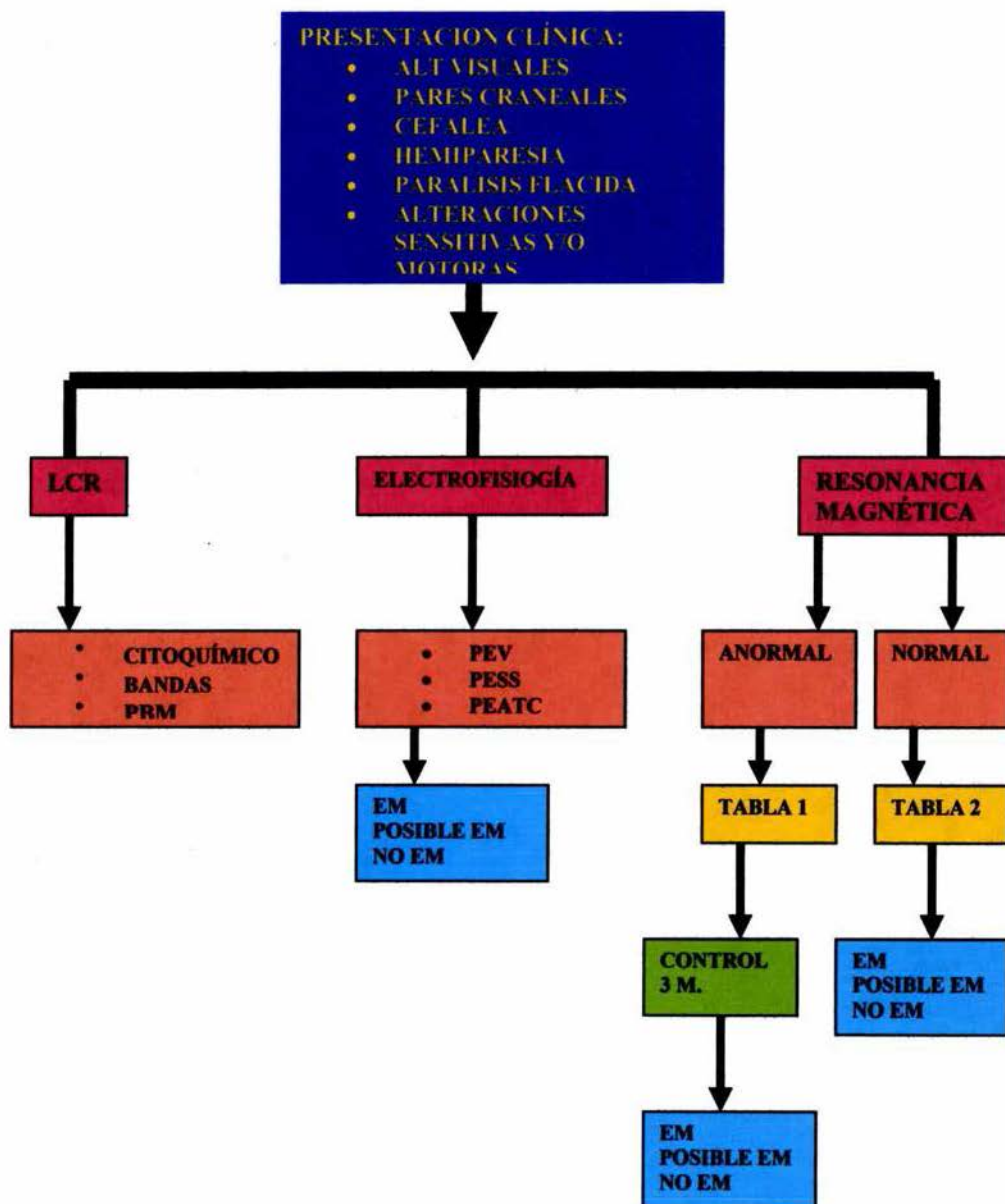 PRESENTACION CLÍNICA:
• ALT VISUALES
• PARES CRANEALES
• CEFALEA
• HEMIPARESIA
• PARALISIS FLACIDA
• ALTERACIONES
SENSITIVAS Y/O
MOTORAS
LCR
ELECTROFISIOGÍA
RESONANCIA
MAGNÉTICA
• CITOQUÍMICO
• BANDAS
• PRM
• PEV
• PESS
• PEATC
ANORMAL
NORMAL
EM
POSIBLE EM
NO EM
TABLA 1
TABLA 2
CONTROL
3 M.
EM
POSIBLE EM
NO EM
EM
POSIBLE EM
NO EM